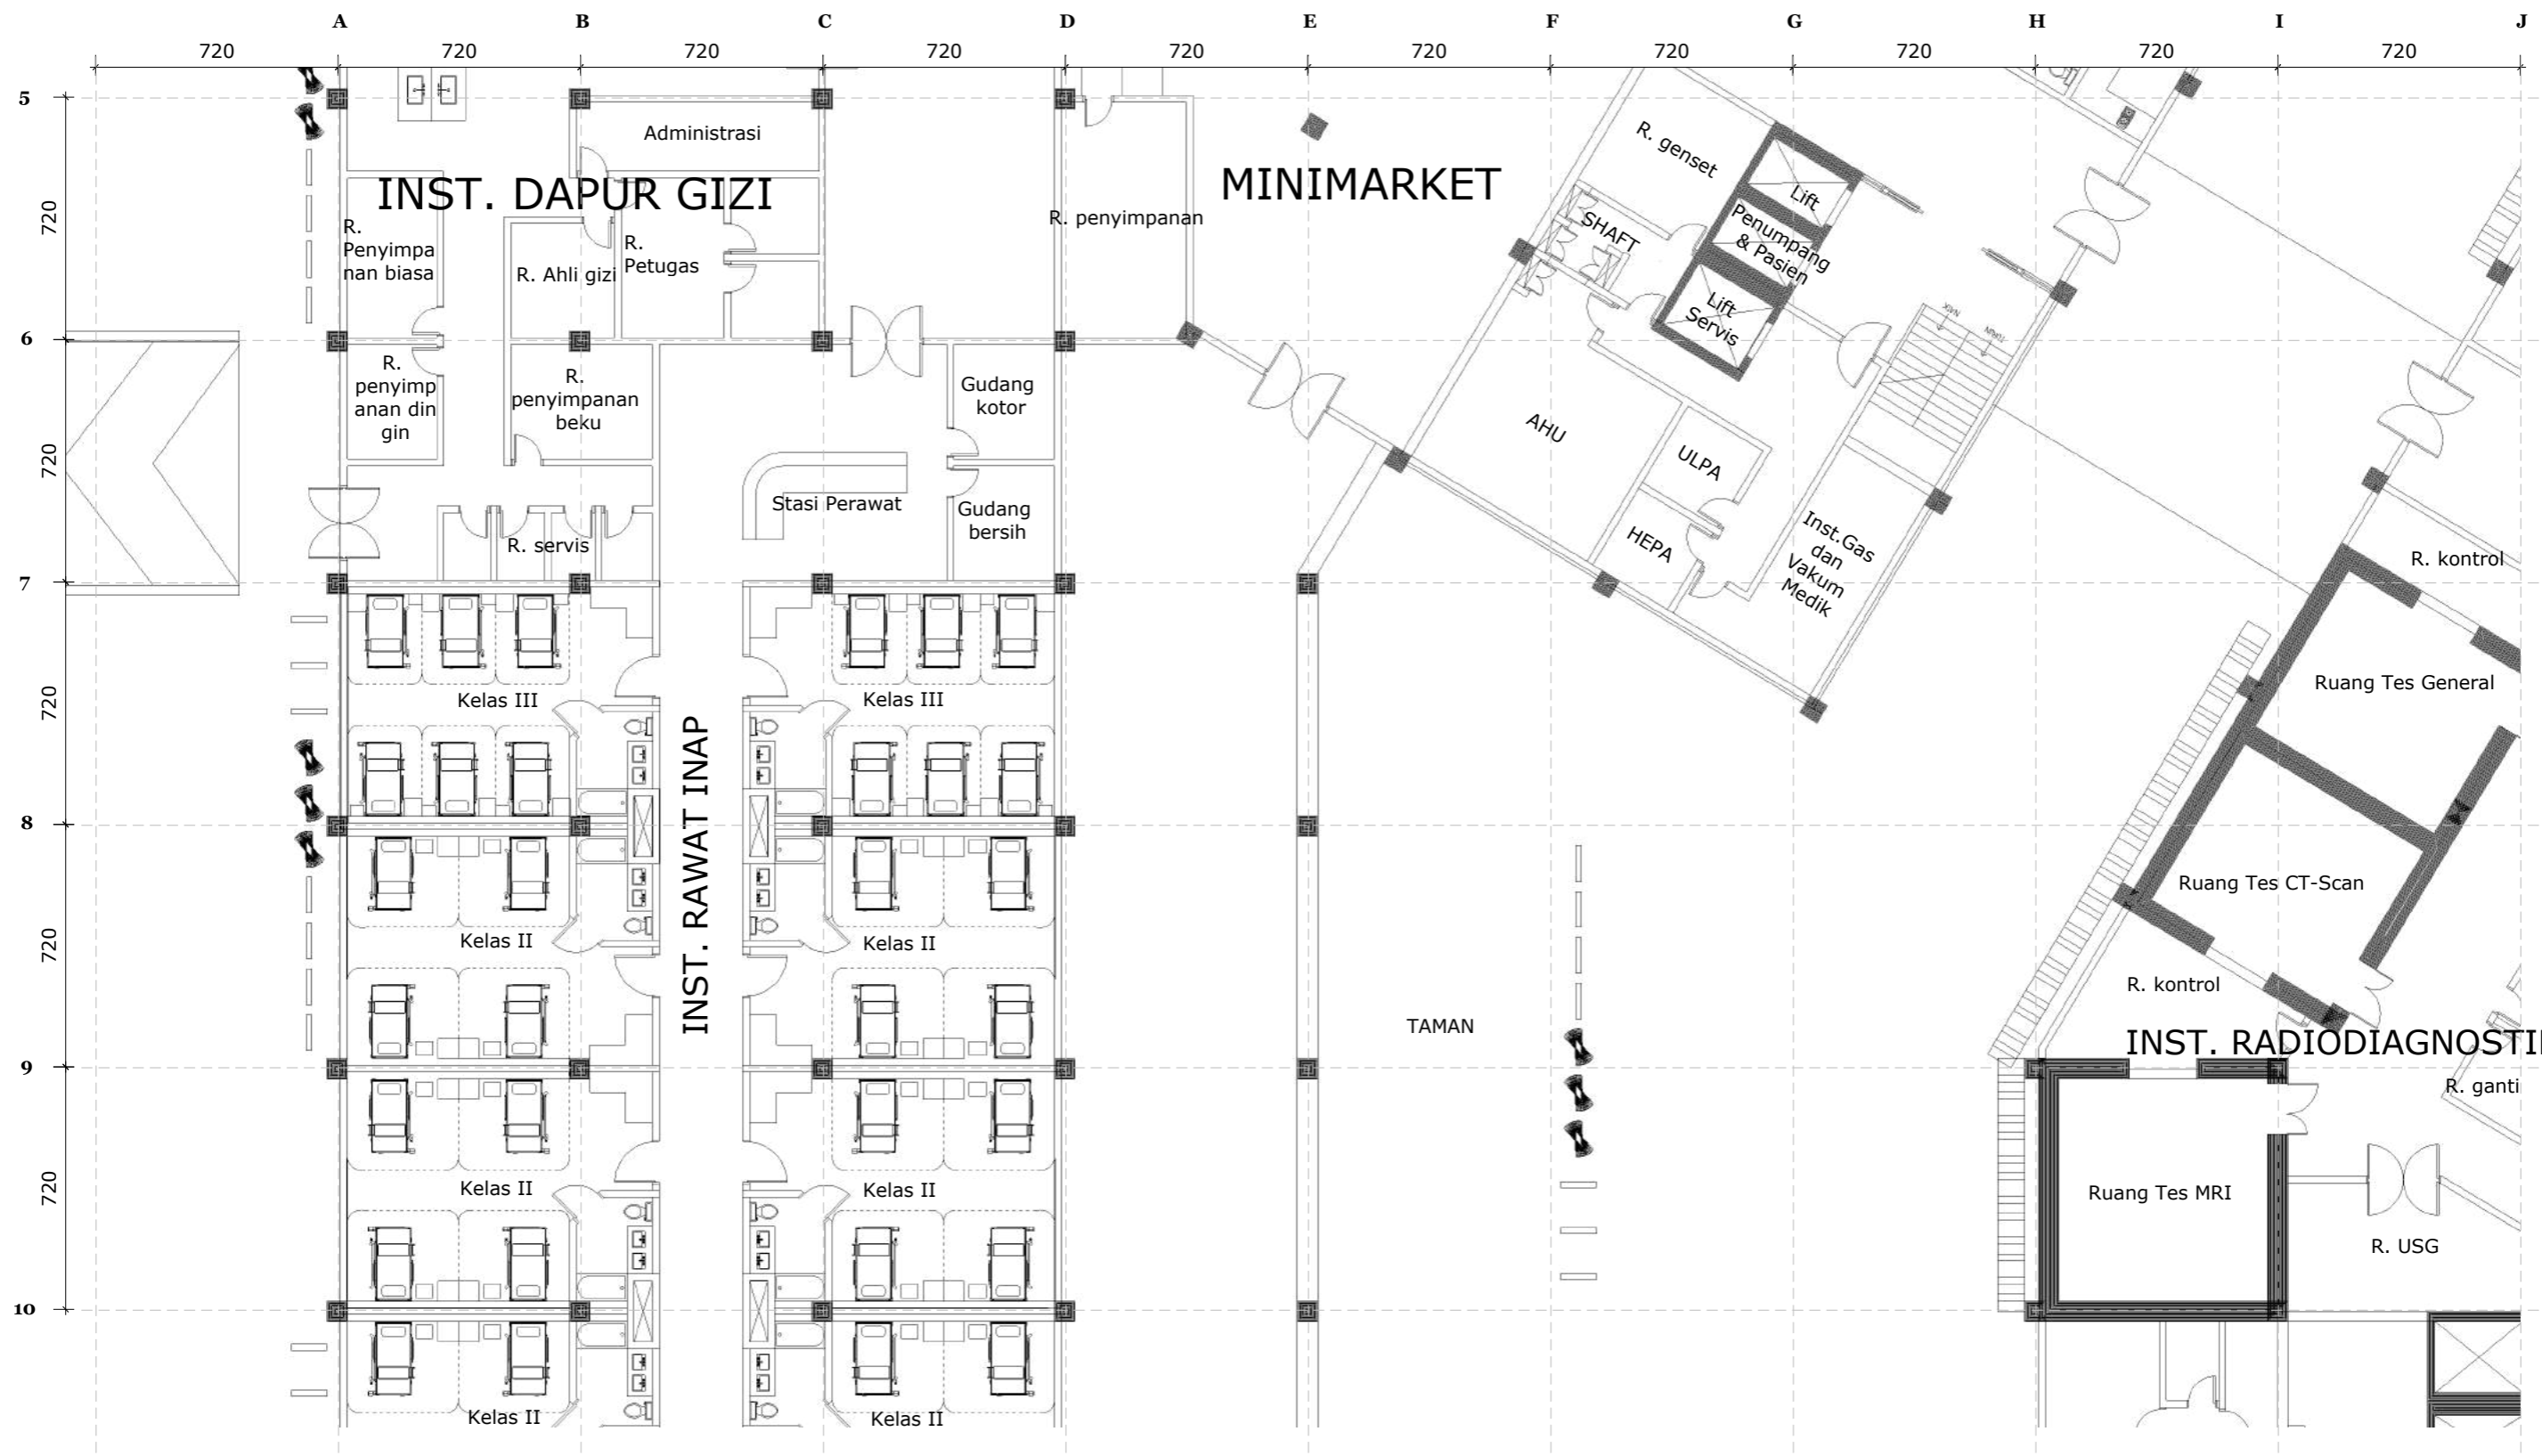 A B C D E F G H I J
720 720 720 720 720 720 720 720 720 720
5
Administrasi
INST. DAPUR GIZI
MINIMARKET
R. genset
Lift
720
R.
Penyimpa
nan biasa
R. Ahli gizi
R.
Petugas
R. penyimpanan
SHAFT
Penumpang
& Pasien
Lift
Servis
NAIK
6
R.
penyimp
anan din
gin
R.
penyimpanan
beku
Gudang
kotor
AHU
ULPA
720
Stasi Perawat
Gudang
bersih
R. servis
HEPA
Inst.Gas
dan
Vakum
Medik
R. kontrol
7
Kelas III
Kelas III
Ruang Tes General
720
INST. RAWAT INAP
8
Kelas II
Kelas II
Ruang Tes CT-Scan
720
R. kontrol
TAMAN
INST. RADIODIAGNOSTI
9
R. ganti
Kelas II
Kelas II
Ruang Tes MRI
720
R. USG
10
Kelas II
Kelas II